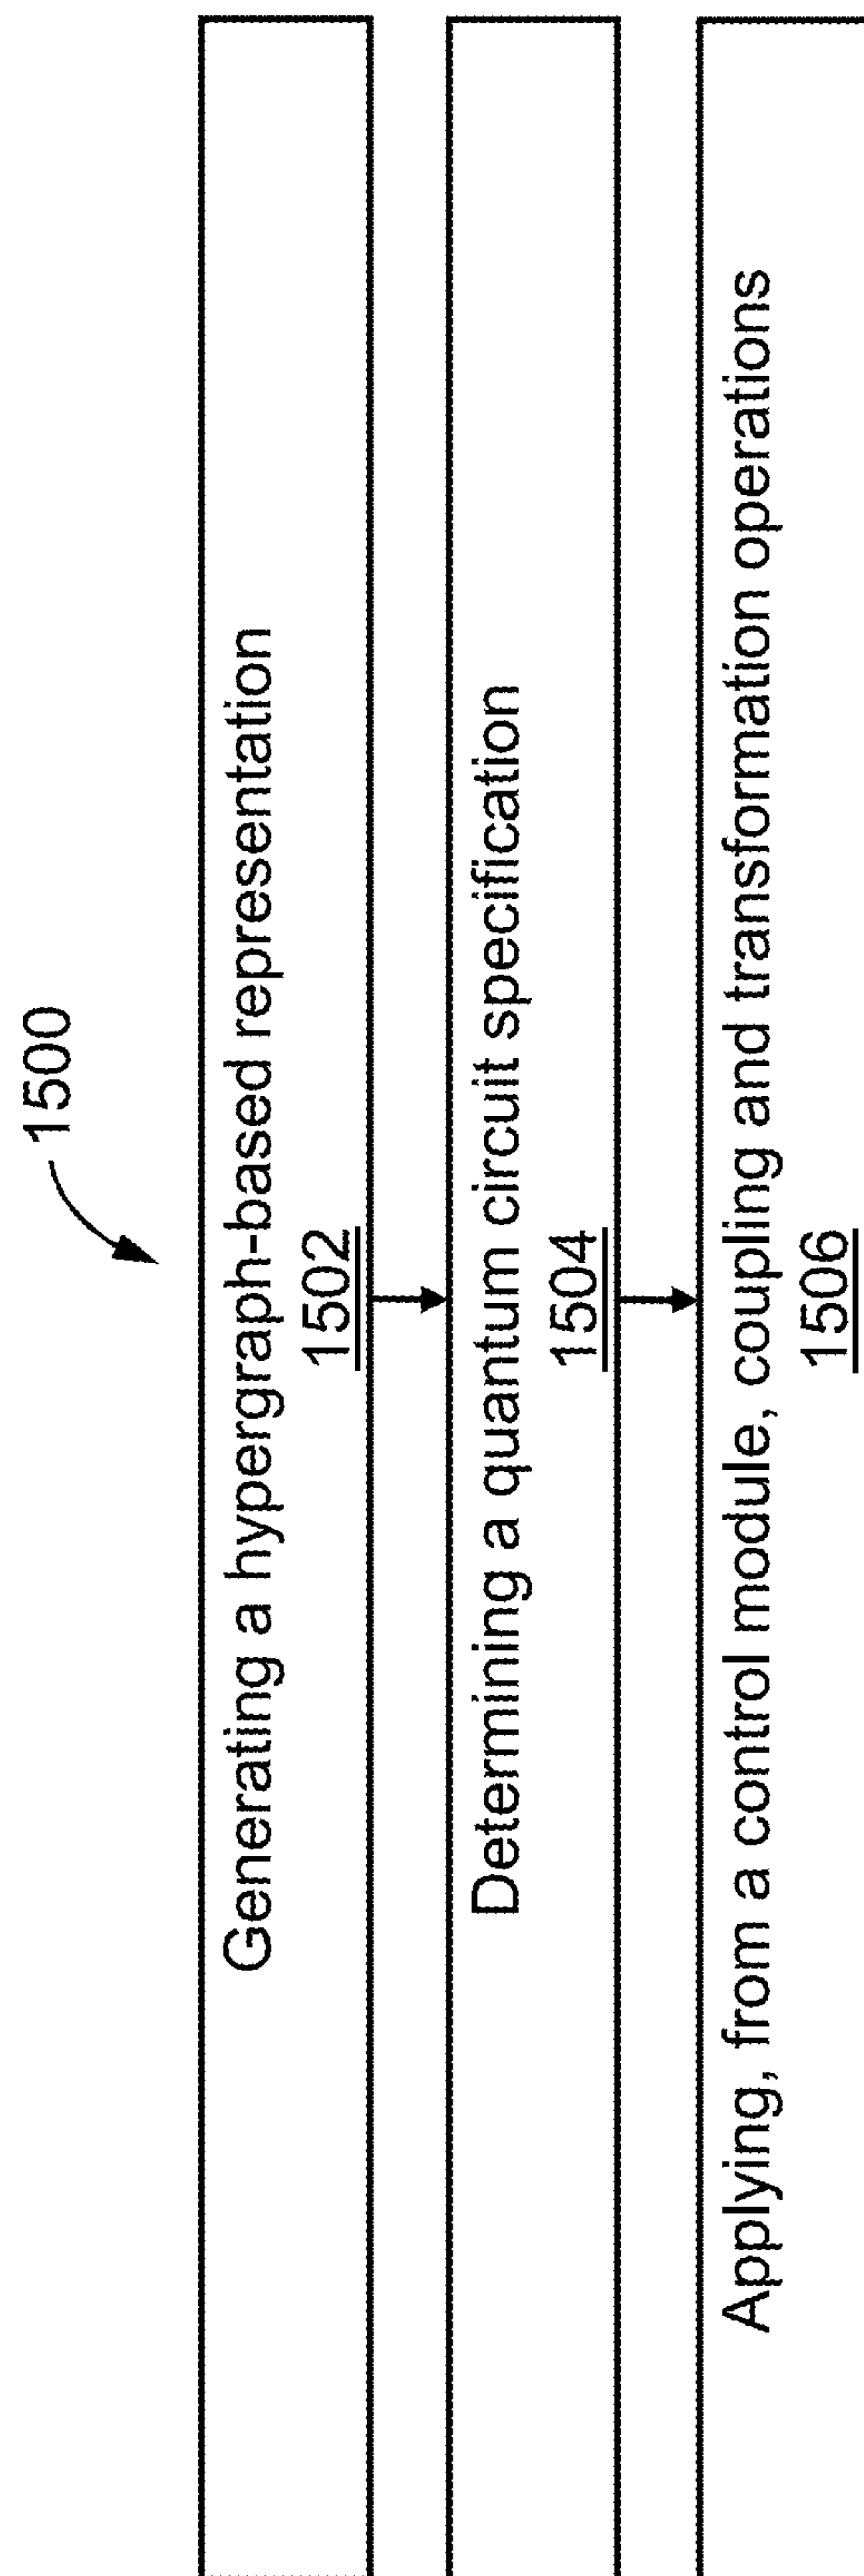 1500
Generating a hypergraph-based representation
1502
Determining a quantum circuit specification
1504
Applying, from a control module, coupling and transformation operations
1506